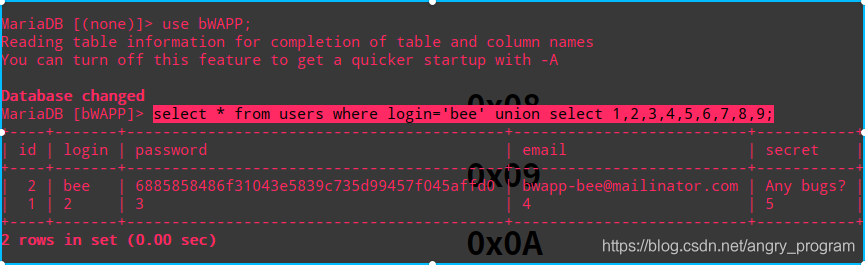 MariaDB [(none)]> use bWAPP;
Reading table information for completion of table and column names
You can turn off this feature to get a quicker startup with -A
Database changed
0x08
MariaDB [bWAPP]> select * from users where login='bee' union select 1,2,3,4,5,6,7,8,9;
+----+-------+------------------------------------------+--------------------------+-----------+
| id | login | password | email | secret |
+----+-------+------------------------------------------+--------------------------+-----------+
0x09
| 2 | bee | 6885858486f31043e5839c735d99457f045affd0 | bwapp-bee@mailinator.com | Any bugs? |
| 1 | 2 | 3 | 4 | 5 |
+----+-------+------------------------------------------+--------------------------+-----------+
2 rows in set (0.00 sec)
0x0A
https://blog.csdn.net/angry_program